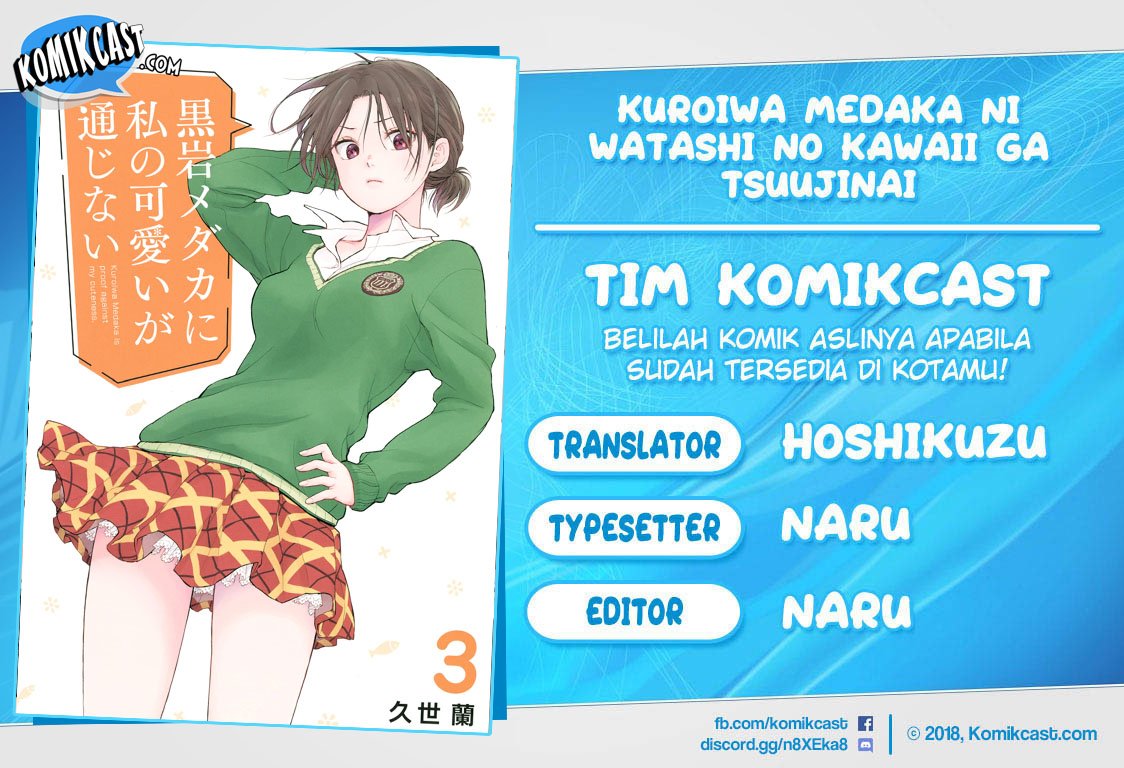 KOMIKCAST
.COM
黒岩メダカに
私の可愛いが
通じない
Kuroiwa Medaka is
proof against
my cuteness.
3
久世蘭
KUROIWA MEDAKA NI
WATASHI NO KAWAII GA
TSUUJINAI
TIM KOMIKCAST
BELILAH KOMIK ASLINYA APABILA
SUDAH TERSEDIA DI KOTAMU!
TRANSLATOR HOSHIKUZU
TYPESETTER NARU
EDITOR NARU
fb.com/komikcast
discord.gg/n8XEka8
© 2018, Komikcast.com